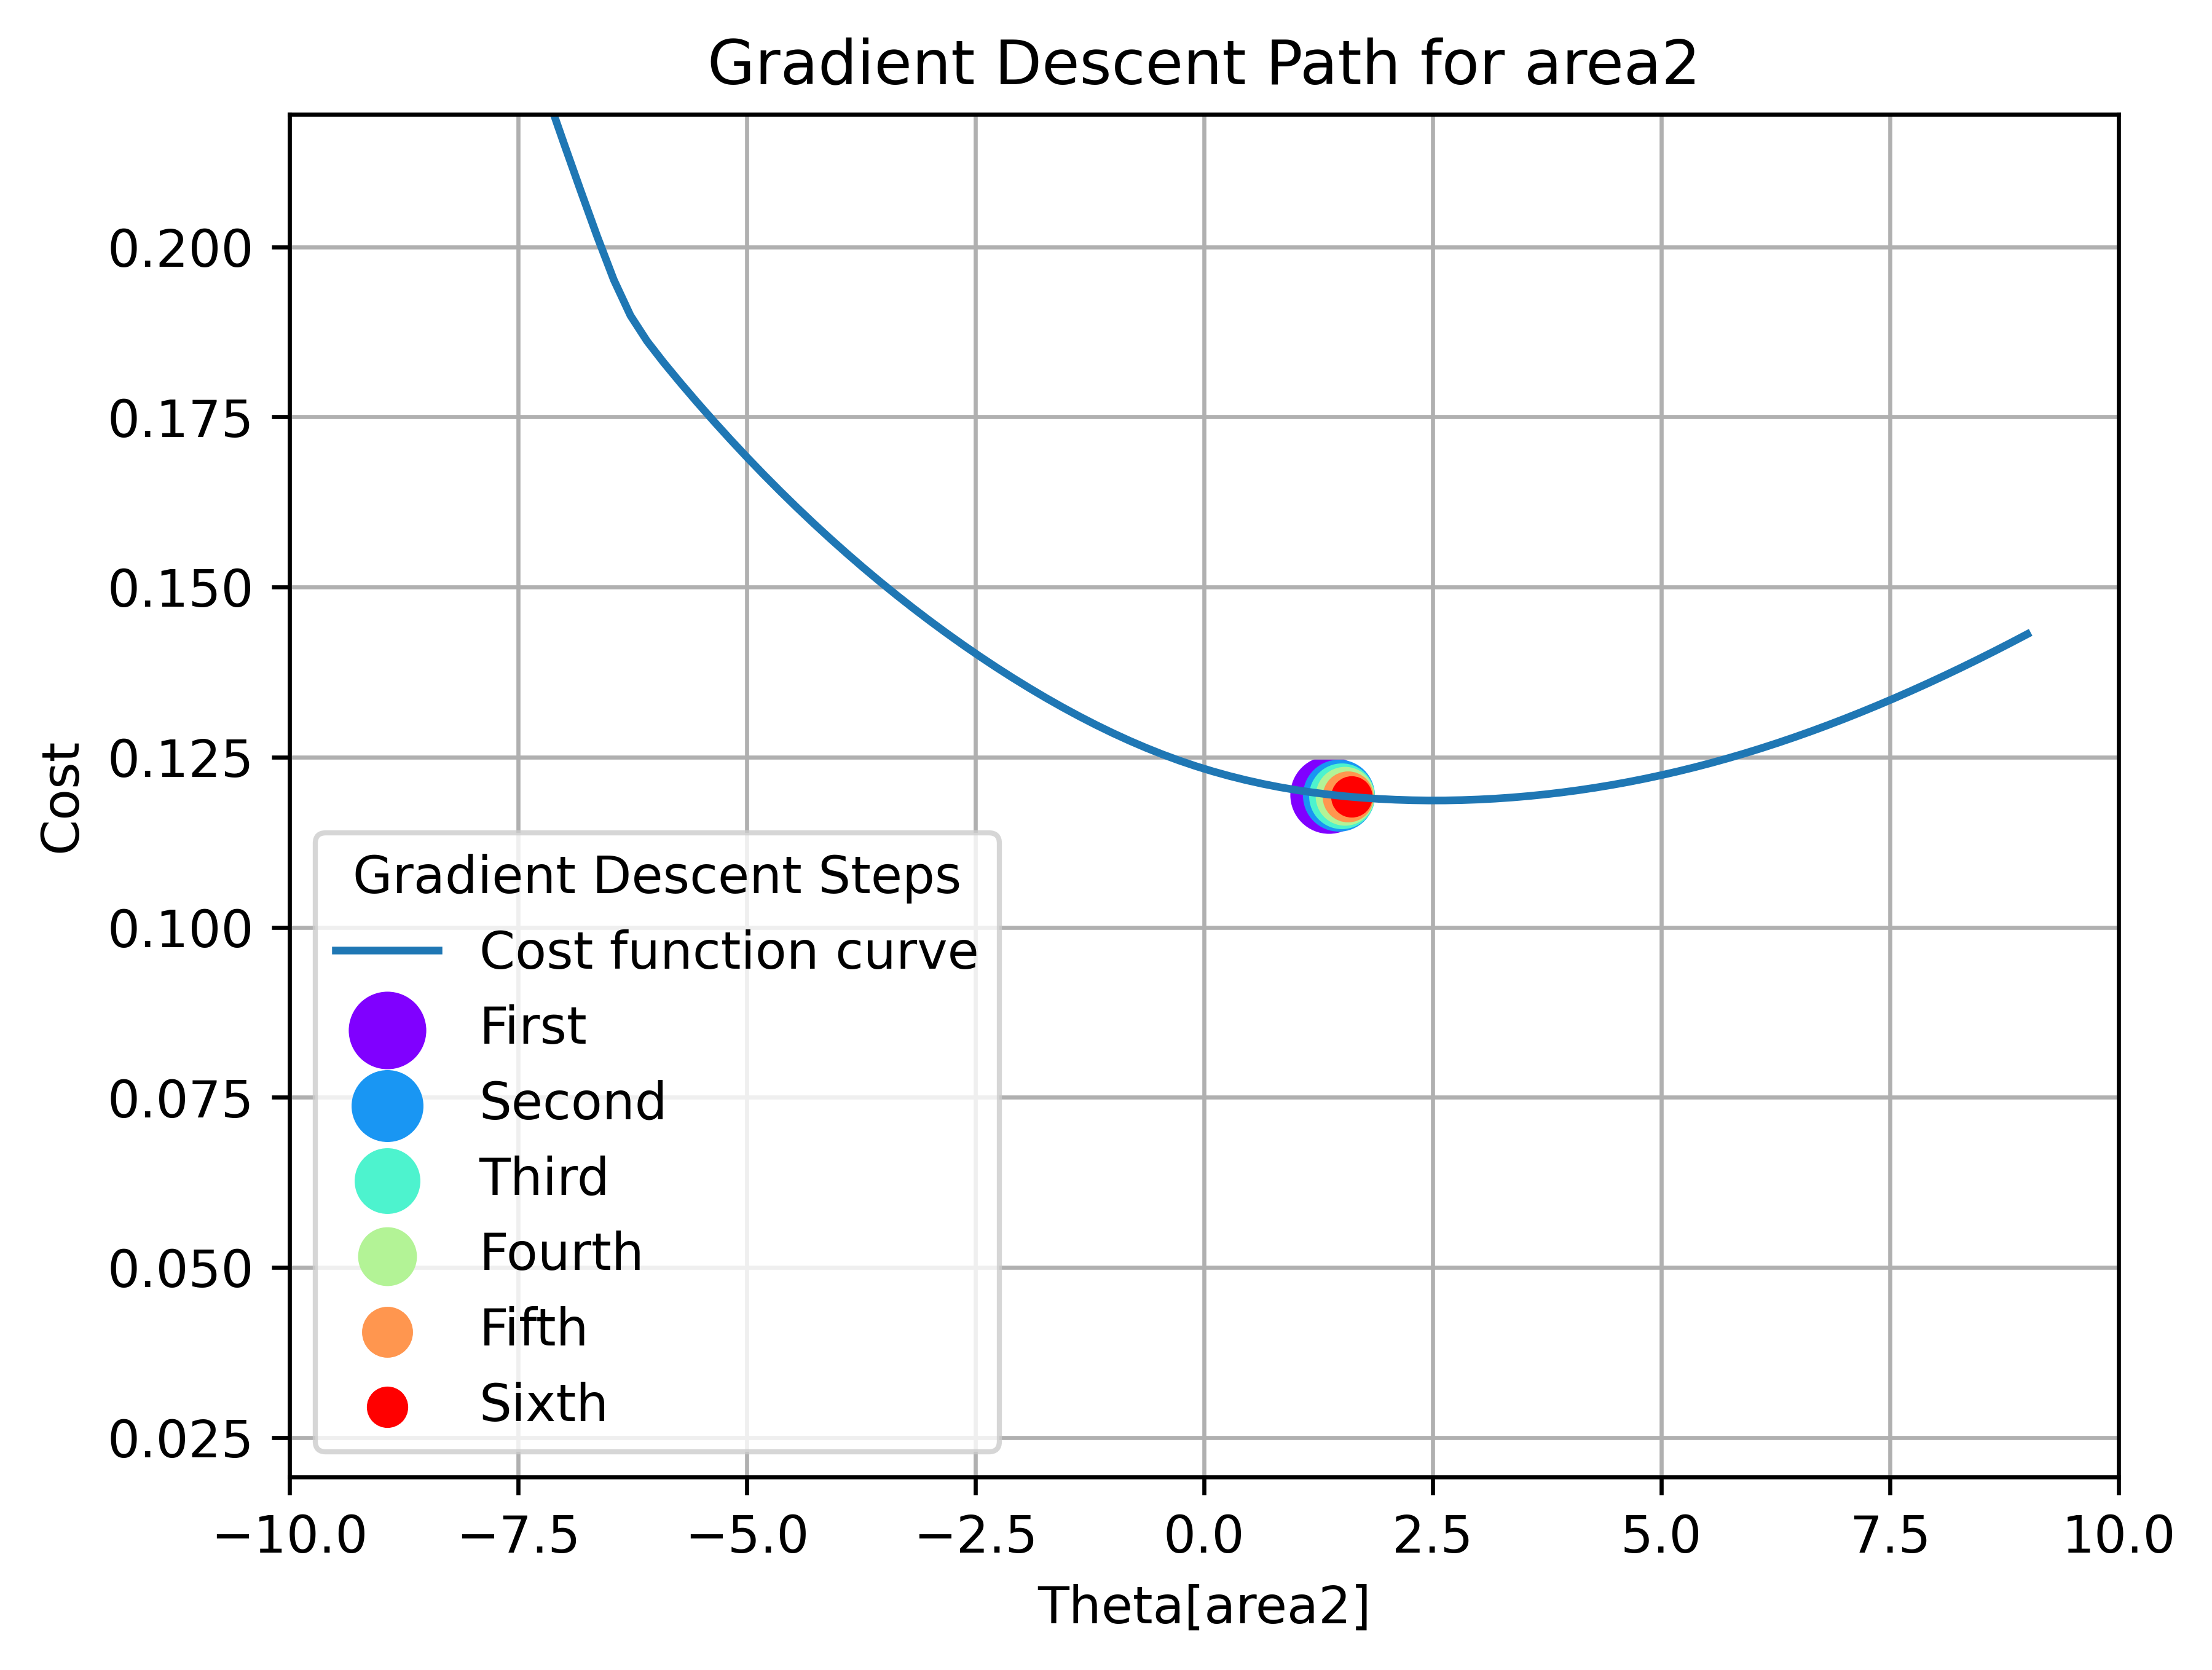 Gradient Descent Path for area2
0.200
0.175
0.150
0.125
0.100
0.075
0.050
0.025
Cost
Gradient Descent Steps
Cost function curve
First
Second
Third
Fourth
Fifth
Sixth
−10.0 −7.5 −5.0 −2.5 0.0 2.5 5.0 7.5 10.0
Theta[area2]